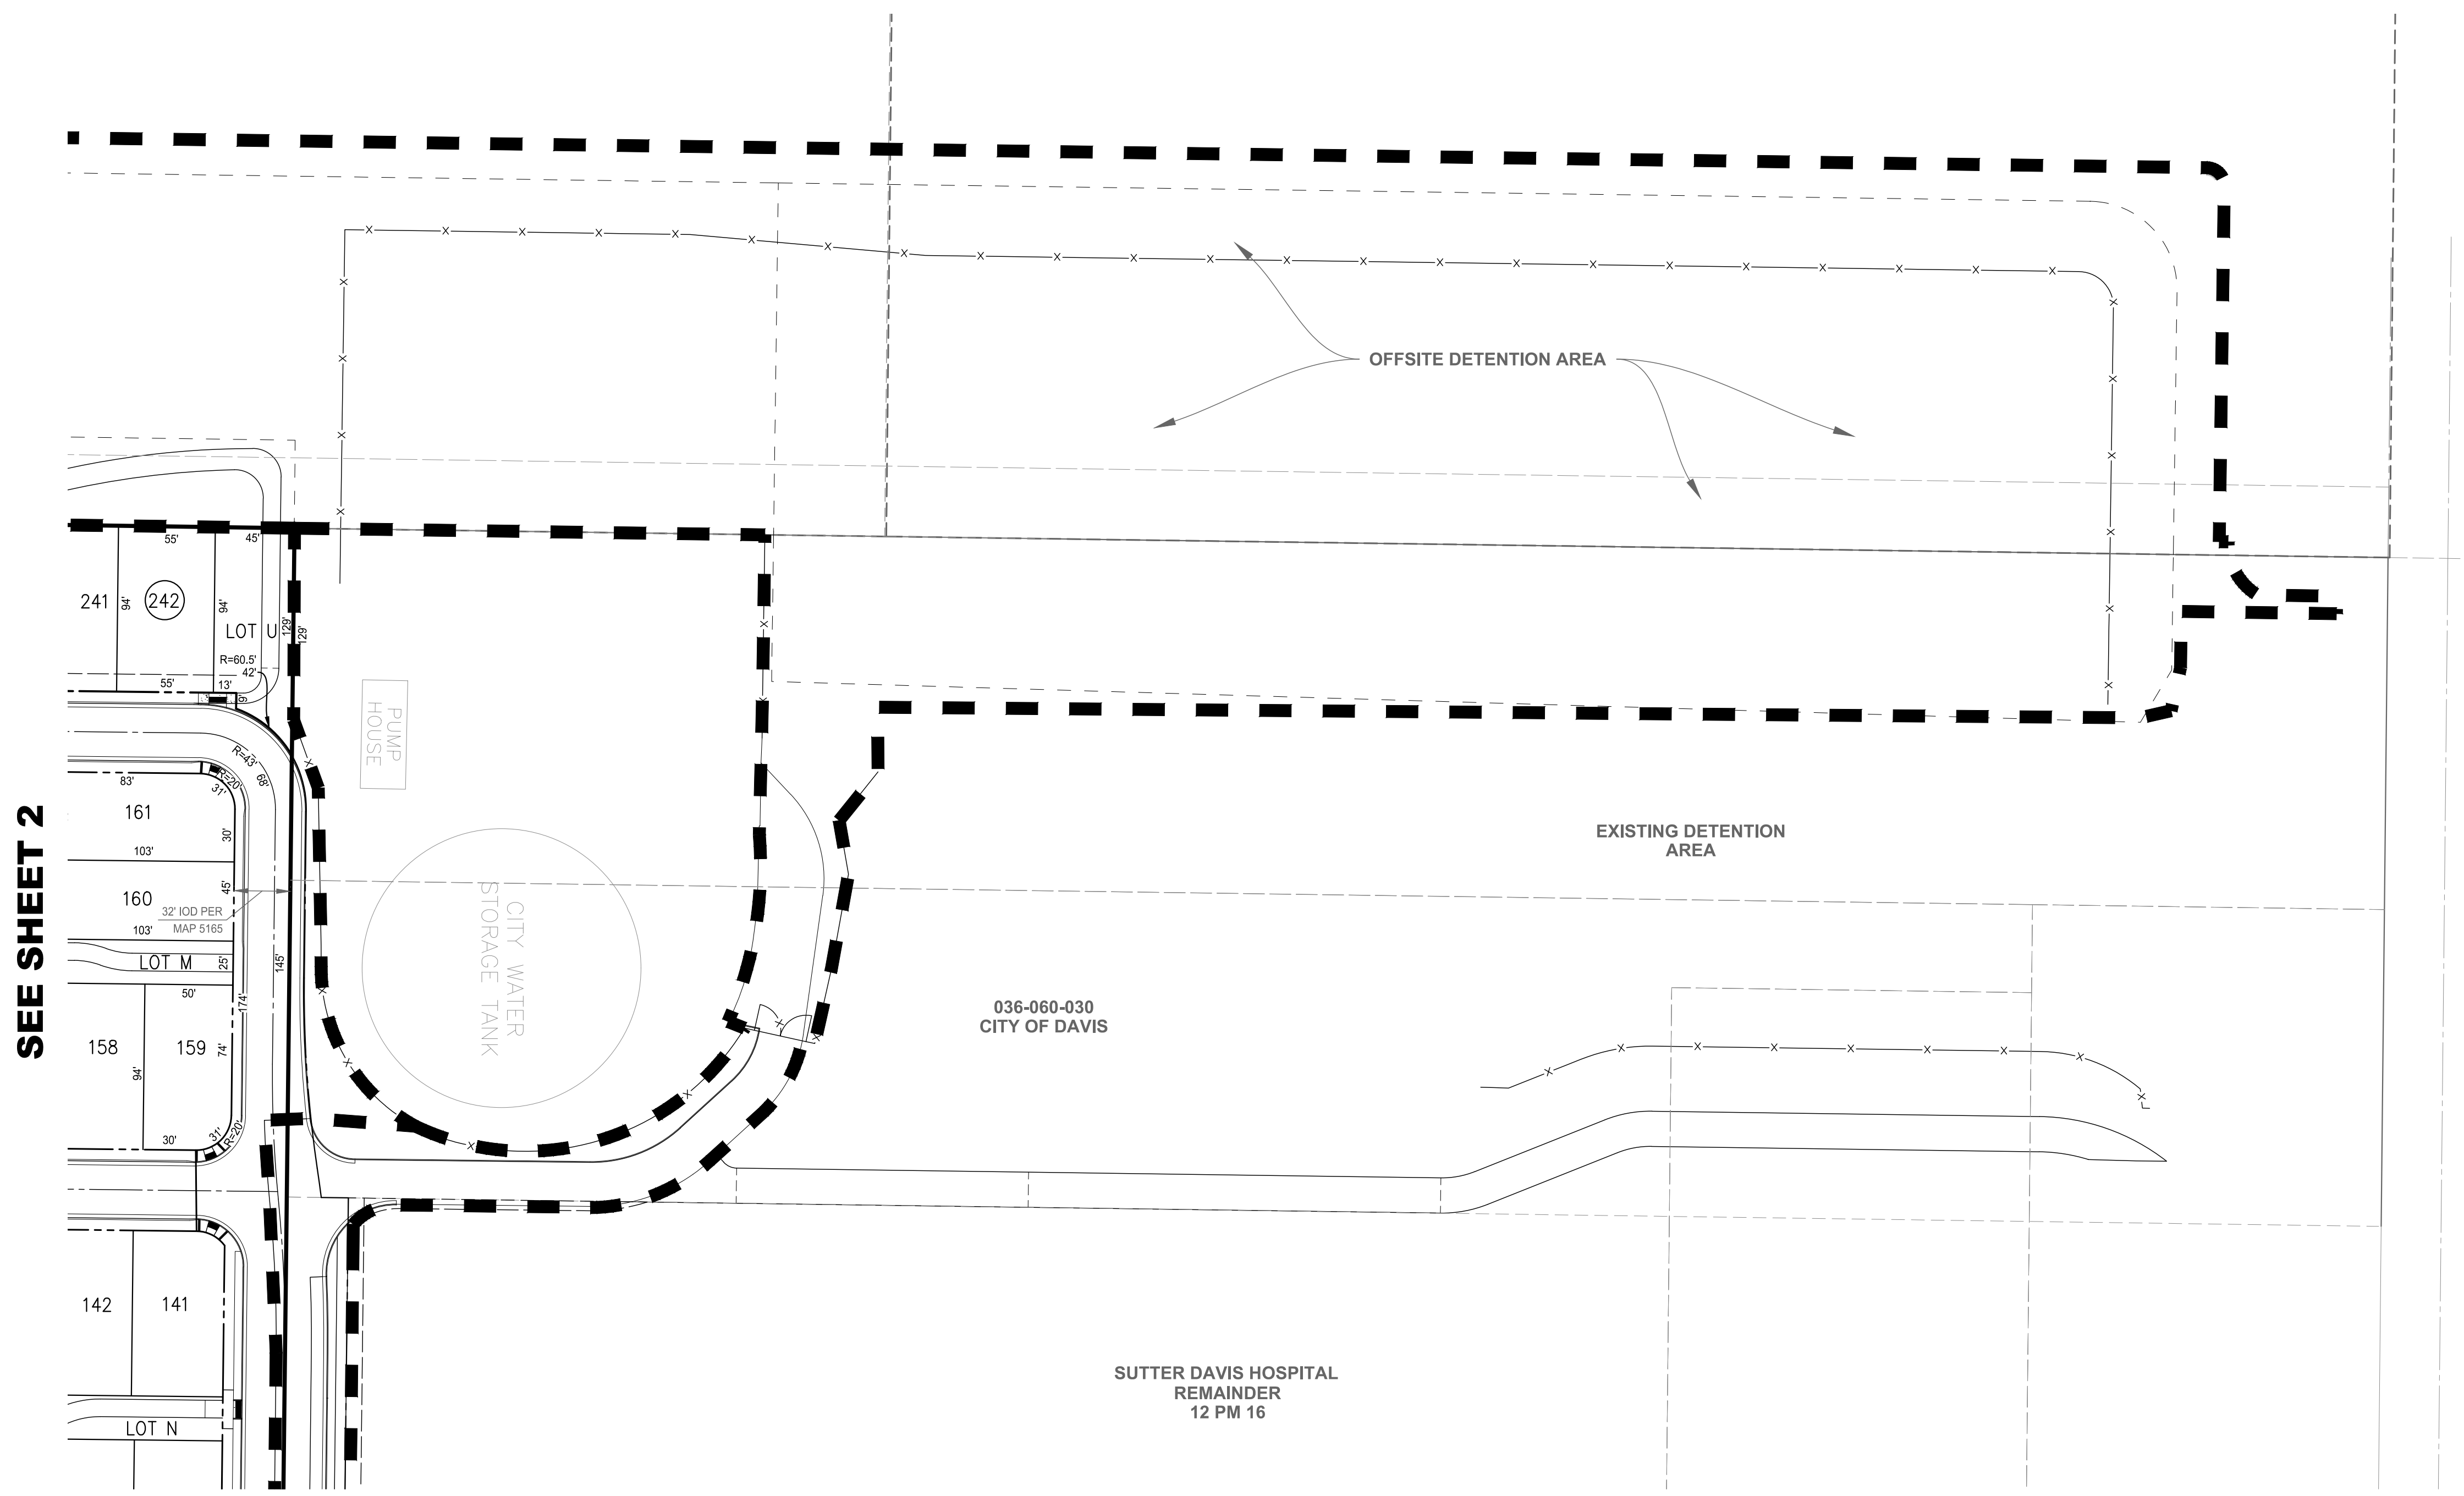 OFFSITE DETENTION AREA
55'
45'
241
94'
242
94'
LOT U
129'
129'
R=60.5'
42'
55'
13'
9'
PUMP
HOUSE
R=43'
68'
R=20'
31'
83'
161
30'
103'
160
45'
32' IOD PER
MAP 5165
103'
LOT M
25'
145'
50'
174'
158
159
74'
94'
30'
31'
R=20'
142
141
LOT N
SEE SHEET 2
CITY WATER
STORAGE TANK
EXISTING DETENTION
AREA
036-060-030
CITY OF DAVIS
SUTTER DAVIS HOSPITAL
REMAINDER
12 PM 16